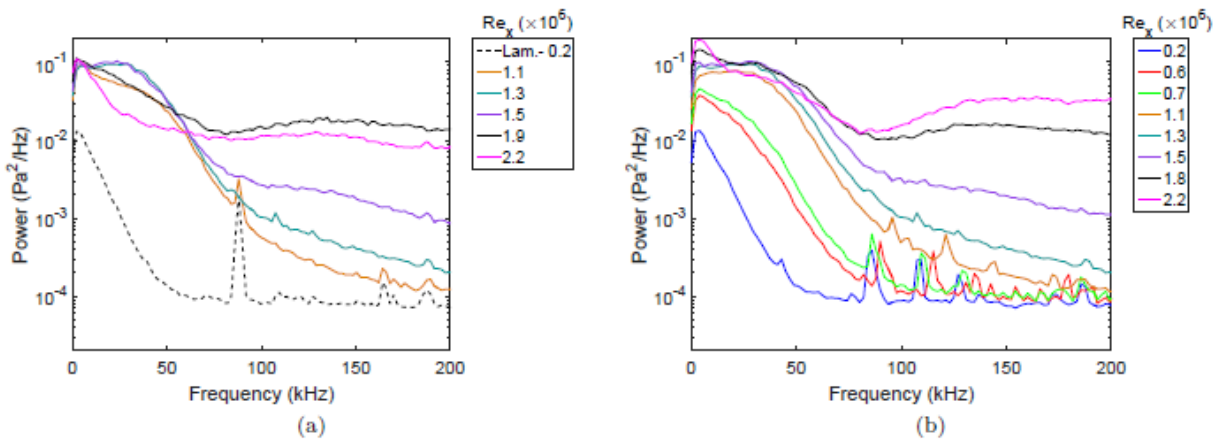 Re_x (×10^6)
Lam.- 0.2
1.1
1.3
1.5
1.9
2.2
10^-1
10^-2
10^-3
10^-4
Power (Pa^2/Hz)
0 50 100 150 200
Frequency (kHz)
(a)
Re_x (×10^6)
0.2
0.6
0.7
1.1
1.3
1.5
1.8
2.2
10^-1
10^-2
10^-3
10^-4
Power (Pa^2/Hz)
0 50 100 150 200
Frequency (kHz)
(b)